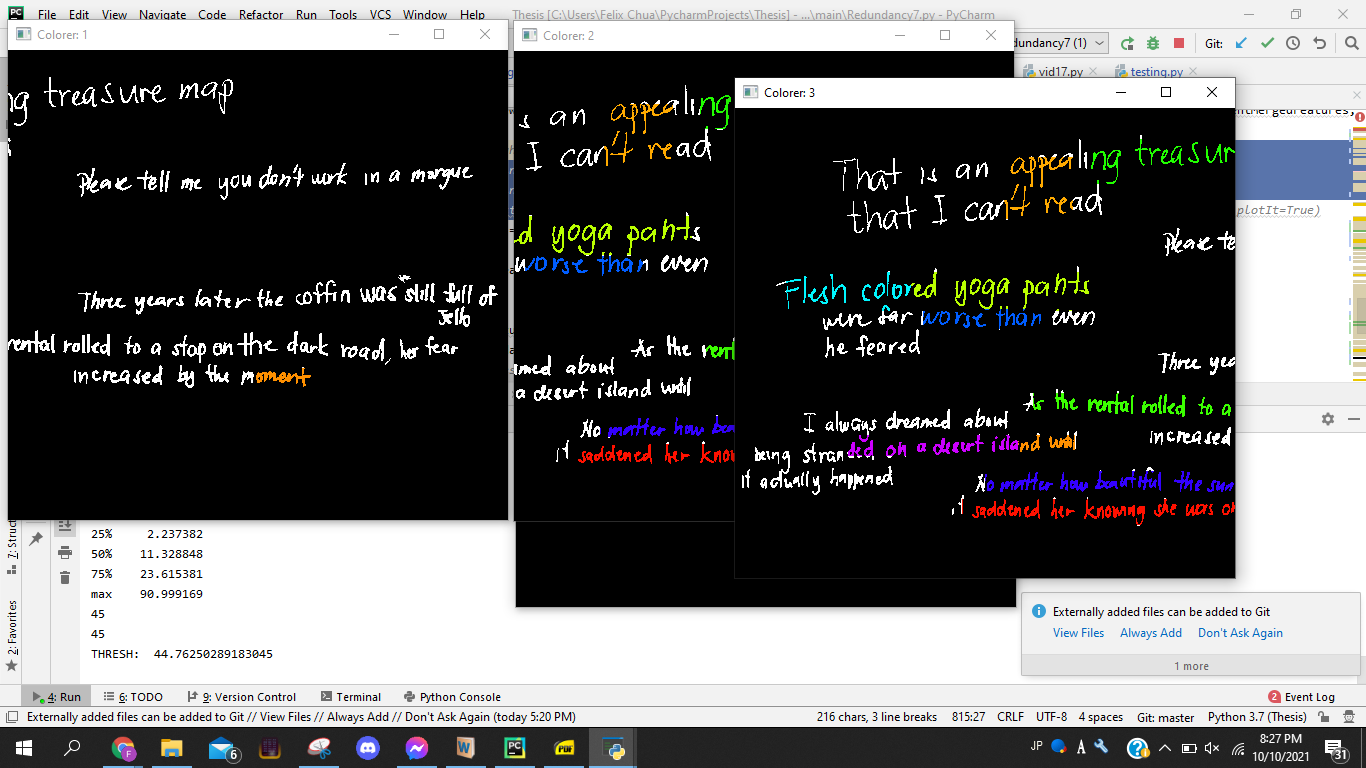 File Edit View Navigate Code Refactor Run Tools VCS Window Help Thesis [C:\Users\Felix Chua\PycharmProjects\Thesis] - ...\main\Redundancy7.py - PyCharm
dundancy7 (1) Git:
vid17.py testing.py
plotIt=True)
Colorer: 1
ng treasure map
Please tell me you don't work in a morgue
Three years later the coffin was still full of
Jello
rental rolled to a stop on the dark road, her fear
increased by the moment
Colorer: 2
is an appealing
I can't read
d yoga pants
worse than even
As the rental
amed about
a desert island until
No matter how beau
it saddened her know
Colorer: 3
That is an appealing treasur
that I can't read
Please te
Flesh colored yoga pants
were far worse than even
he feared
Three yea
As the rental rolled to a
I always dreamed about
increased
being stranded on a desert island until
it actually happened
No matter how beautiful the sun
it saddened her knowing she was o
25% 2.237382
50% 11.328848
75% 23.615381
max 90.999169
45
45
THRESH: 44.76250289183045
7: Struct
2: Favorites
Externally added files can be added to Git
View Files Always Add Don't Ask Again
1 more
4: Run 6: TODO 9: Version Control Terminal Python Console 2 Event Log
Externally added files can be added to Git // View Files // Always Add // Don't Ask Again (today 5:20 PM) 216 chars, 3 line breaks 815:27 CRLF UTF-8 4 spaces Git: master Python 3.7 (Thesis)
JP A 8:27 PM
10/10/2021
6
31